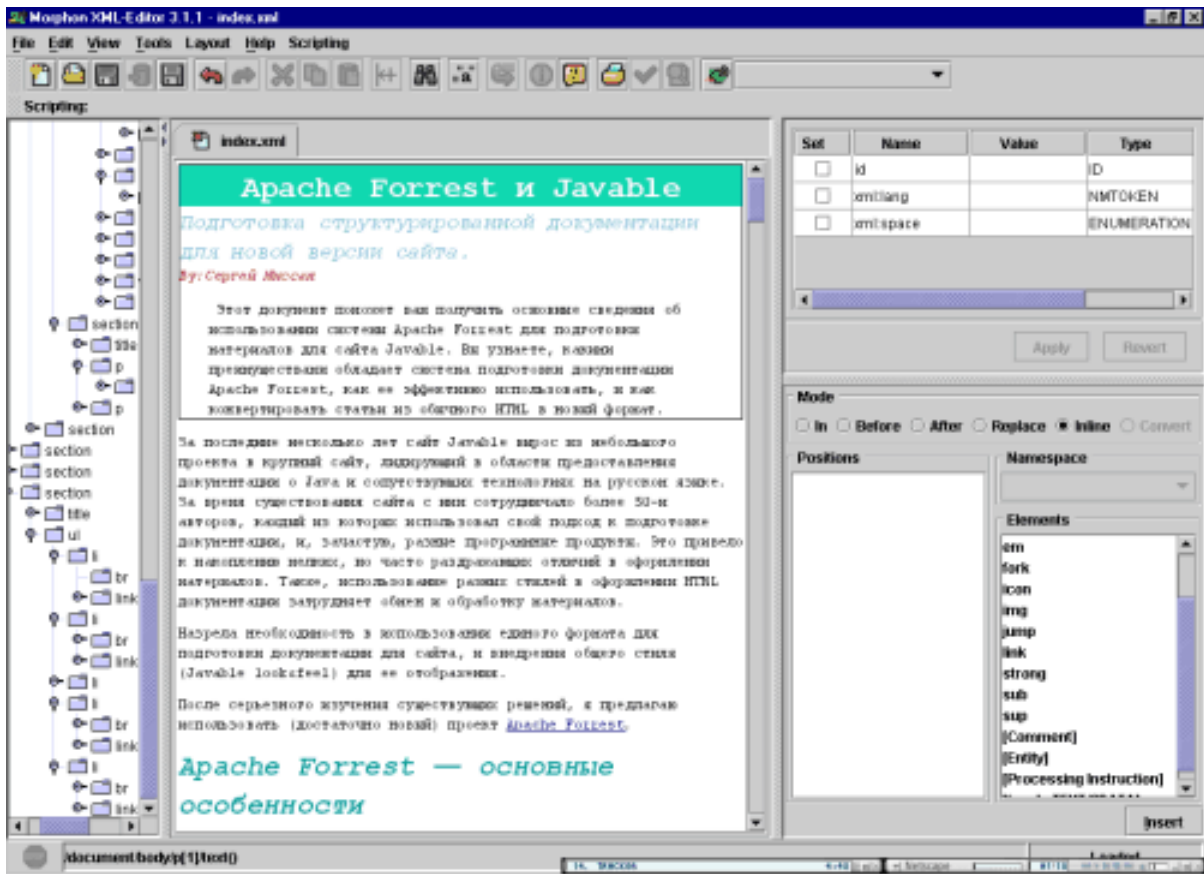 Morphon XML-Editor 3.1.1 - index.xml
File Edit View Tools Layout Help Scripting
Scripting:
section
title
p
p
section
section
section
section
title
ul
li
br
link
li
br
link
li
li
br
link
li
br
link
index.xml
Apache Forrest и Javable
Подготовка структурированной документации
для новой версии сайта.
By: Сергей
Этот документ поможет вам получить основные сведения об
использовании системы Apache Forrest для подготовки
материалов для сайта Javable. Вы узнаете, какими
преимуществами обладает система подготовки документации
Apache Forrest, как ее эффективно использовать, и как
конвертировать статьи из обычного HTML в новый формат.
За последние несколько лет сайт Javable вырос из небольшого
проекта в крупный сайт, лидирующий в области предоставления
документации о Java и сопутствующих технологиях на русском языке.
За время существования сайта с ним сотрудничало более 50-и
авторов, каждый из которых использовал свой подход к подготовке
документации, и, зачастую, разные программные продукты. Это привело
к накоплению мелких, но часто раздражающих отличий в оформлении
материалов. Также, использование разных стилей в оформлении HTML
документации затрудняет обмен и обработку материалов.
Назрела необходимость в использовании единого формата для
подготовки документации для сайта, и внедрения общего стиля
(Javable look&feel) для ее отображения.
После серьезного изучения существующих решений, я предлагаю
использовать (достаточно новый) проект Apache Forrest.
Apache Forrest — основные
особенности
Set Name Value Type
id ID
xml:lang NMTOKEN
xml:space ENUMERATION
Apply Revert
Mode
In Before After Replace Inline Convert
Positions
Namespace
Elements
em
fork
icon
img
jump
link
strong
sub
sup
[Comment]
[Entity]
[Processing Instruction]
Insert
/document/body/p[1]/text()
Loaded